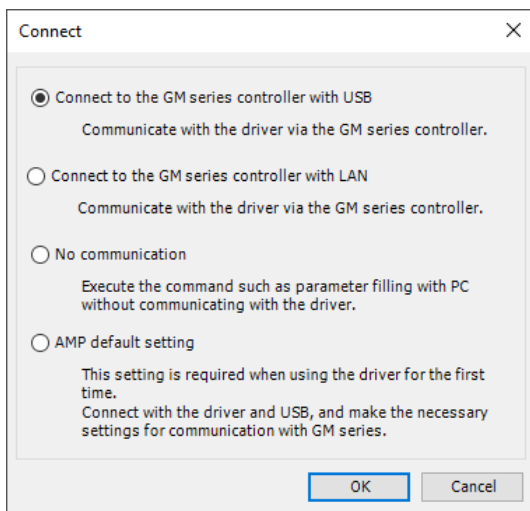 Connect
Connect to the GM series controller with USB
Communicate with the driver via the GM series controller.
Connect to the GM series controller with LAN
Communicate with the driver via the GM series controller.
No communication
Execute the command such as parameter filling with PC
without communicating with the driver.
AMP default setting
This setting is required when using the driver for the first
time.
Connect with the driver and USB, and make the necessary
settings for communication with GM series.
OK
Cancel